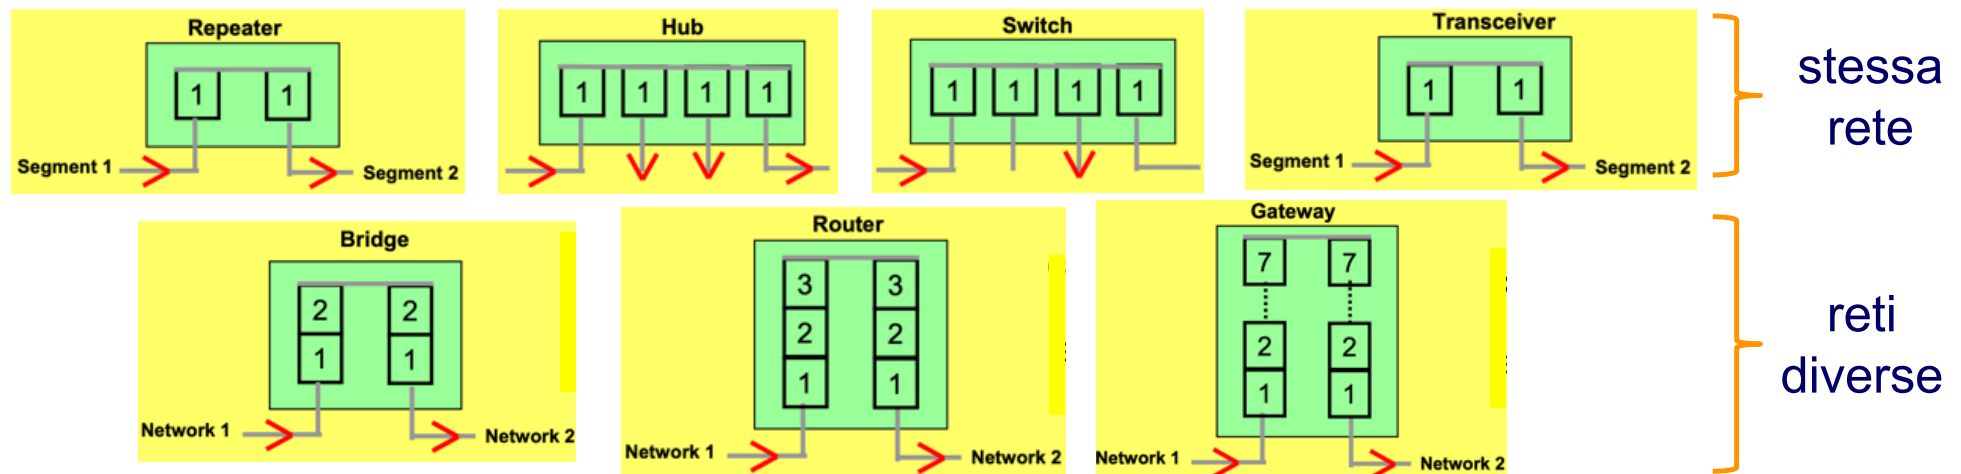 Repeater
1 1
Segment 1
Segment 2
Hub
1 1 1 1
Switch
1 1 1 1
Transceiver
1 1
Segment 1
Segment 2
stessa
rete
Bridge
2 2
1 1
Network 1
Network 2
Router
3 3
2 2
1 1
Network 1
Network 2
Gateway
7 7
2 2
1 1
Network 1
Network 2
reti
diverse